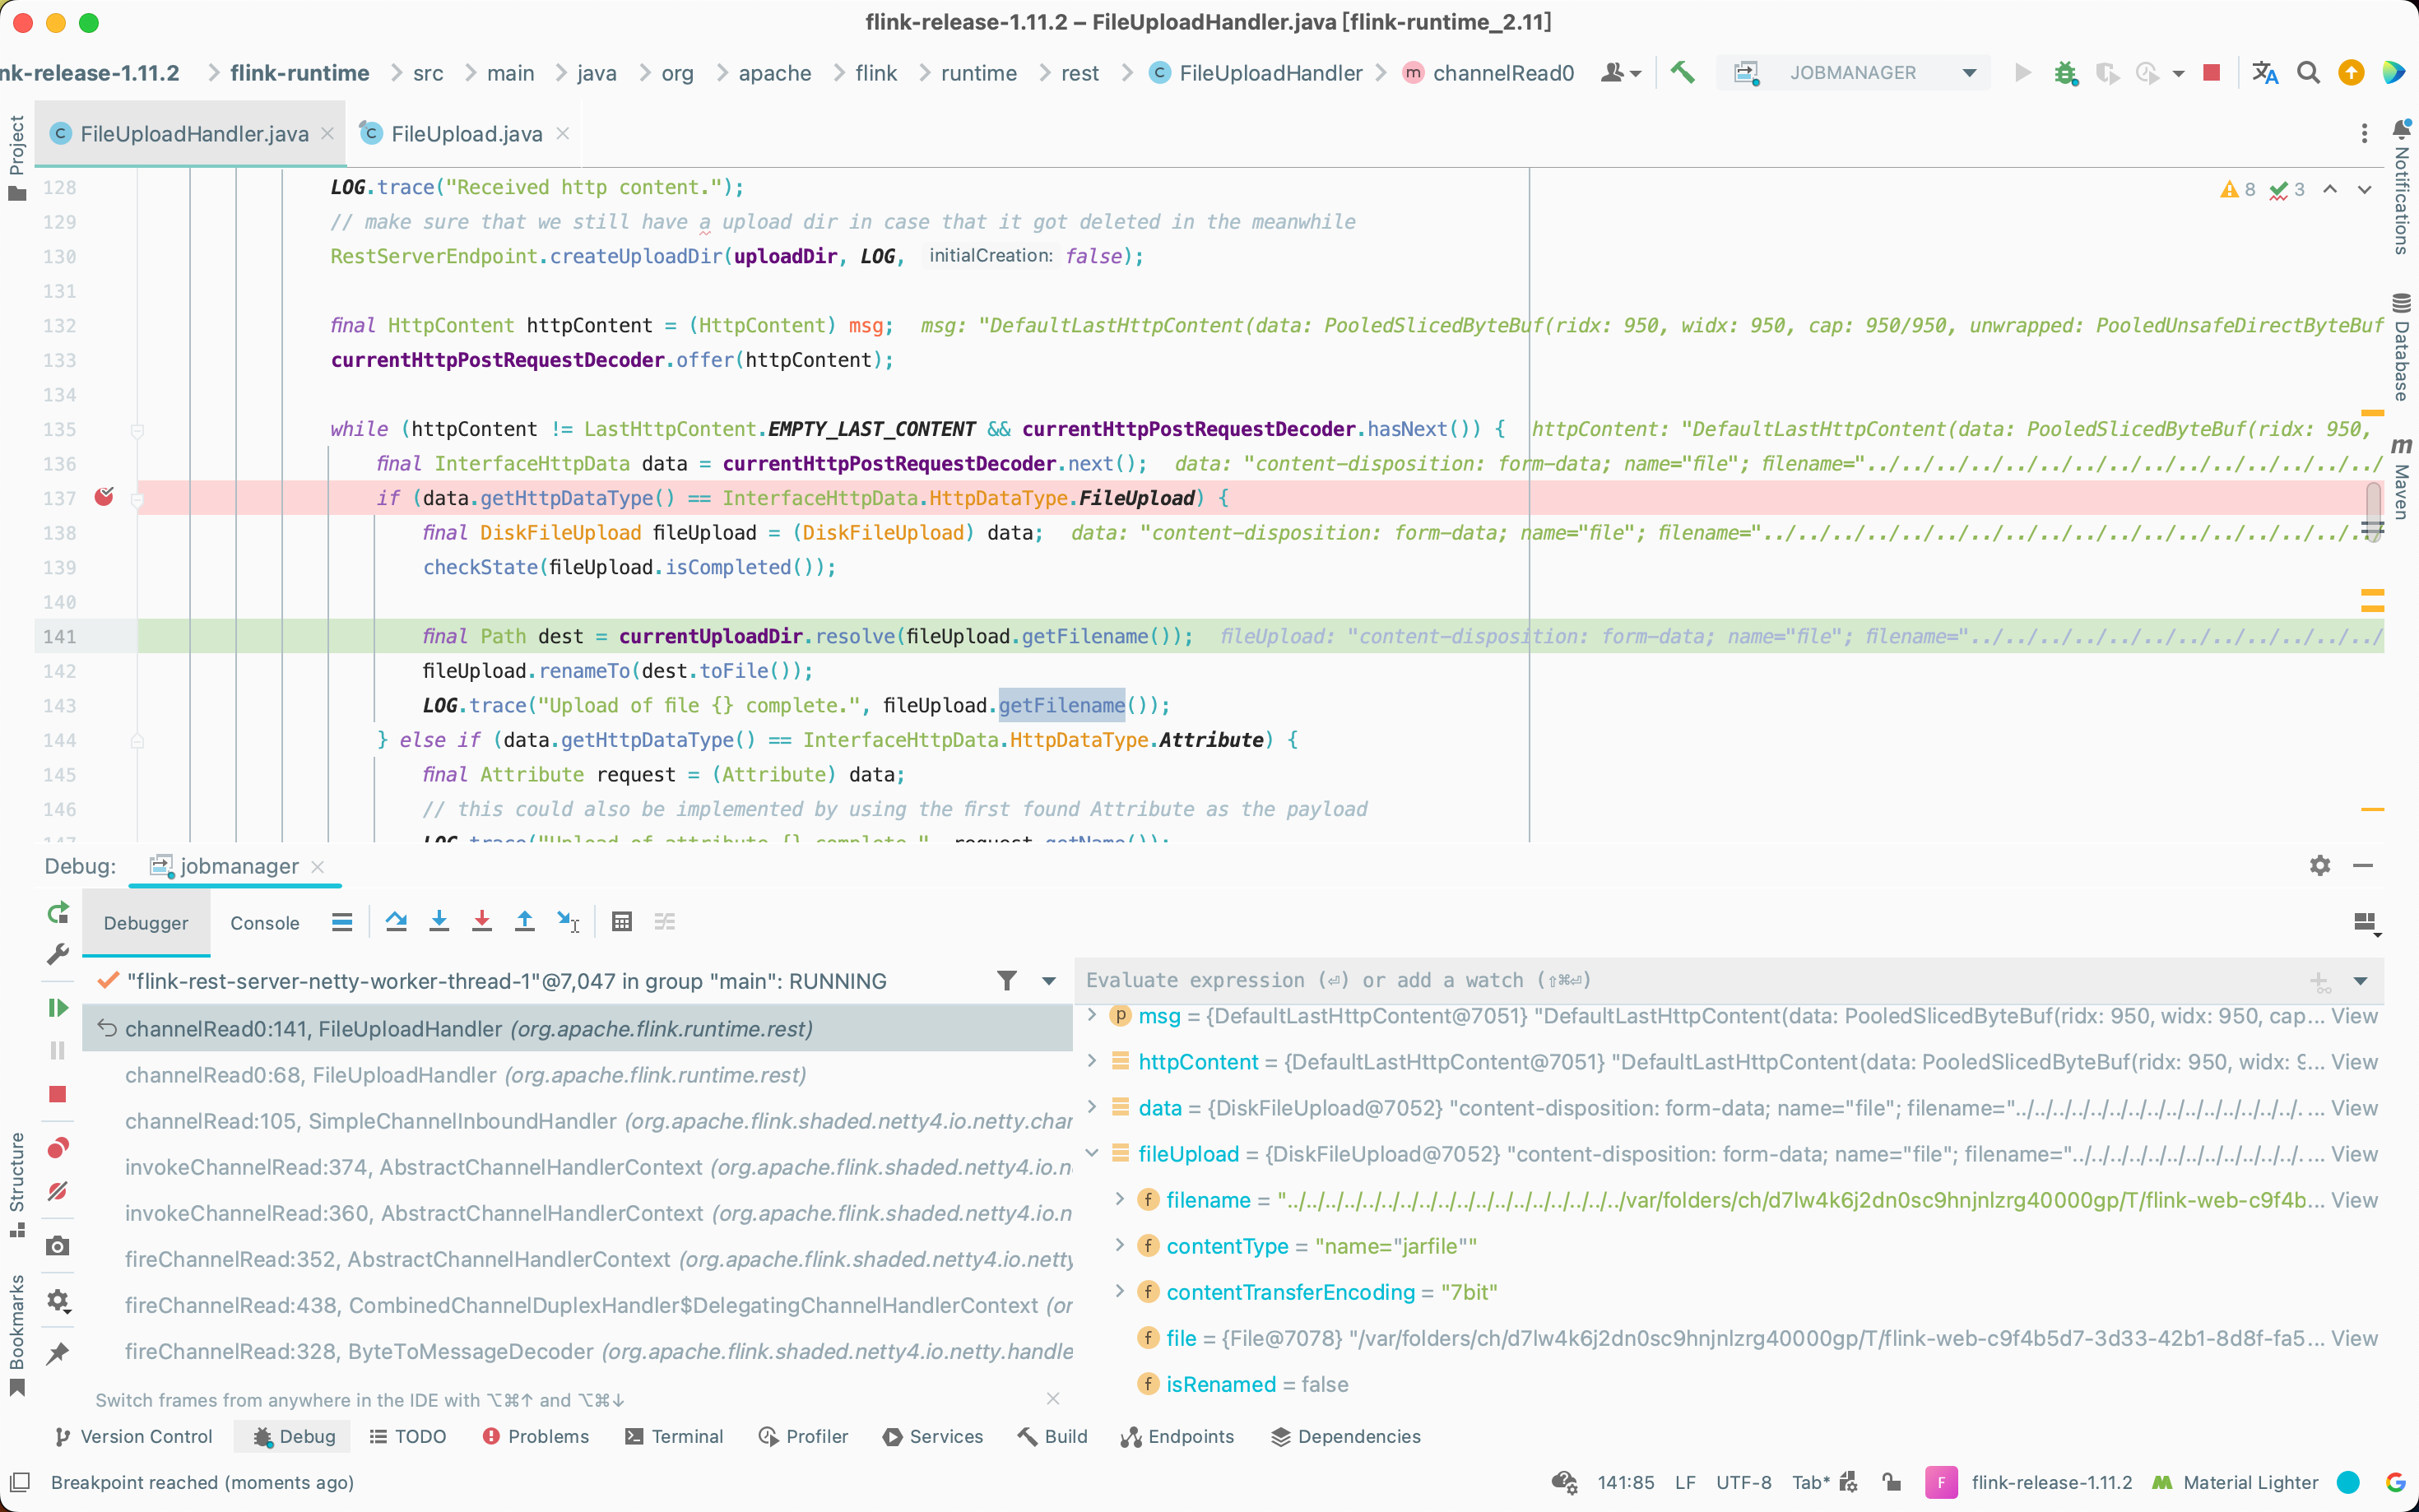 flink-release-1.11.2 – FileUploadHandler.java [flink-runtime_2.11]
nk-release-1.11.2 flink-runtime src main java org apache flink runtime rest C FileUploadHandler m channelRead0 JOBMANAGER
Project
C FileUploadHandler.java C FileUpload.java
Notifications
8 3
128 LOG.trace("Received http content.");
129 // make sure that we still have a upload dir in case that it got deleted in the meanwhile
130 RestServerEndpoint.createUploadDir(uploadDir, LOG, initialCreation: false);
131
132 final HttpContent httpContent = (HttpContent) msg; msg: "DefaultLastHttpContent(data: PooledSlicedByteBuf(ridx: 950, widx: 950, cap: 950/950, unwrapped: PooledUnsafeDirectByteBuf
133 currentHttpPostRequestDecoder.offer(httpContent);
134
Database
135 while (httpContent != LastHttpContent.EMPTY_LAST_CONTENT && currentHttpPostRequestDecoder.hasNext()) { httpContent: "DefaultLastHttpContent(data: PooledSlicedByteBuf(ridx: 950,
136 final InterfaceHttpData data = currentHttpPostRequestDecoder.next(); data: "content-disposition: form-data; name="file"; filename="../../../../../../../../../../../../../../../
m Maven
137 if (data.getHttpDataType() == InterfaceHttpData.HttpDataType.FileUpload) {
138 final DiskFileUpload fileUpload = (DiskFileUpload) data; data: "content-disposition: form-data; name="file"; filename="../../../../../../../../../../../../../../../../../..
139 checkState(fileUpload.isCompleted());
140
141 final Path dest = currentUploadDir.resolve(fileUpload.getFilename()); fileUpload: "content-disposition: form-data; name="file"; filename="../../../../../../../../../../../../
142 fileUpload.renameTo(dest.toFile());
143 LOG.trace("Upload of file {} complete.", fileUpload.getFilename());
144 } else if (data.getHttpDataType() == InterfaceHttpData.HttpDataType.Attribute) {
145 final Attribute request = (Attribute) data;
146 // this could also be implemented by using the first found Attribute as the payload
147 LOG.trace("Upload of attribute {} complete.", request.getName());
Debug: jobmanager
Debugger Console
"flink-rest-server-netty-worker-thread-1"@7,047 in group "main": RUNNING
channelRead0:141, FileUploadHandler (org.apache.flink.runtime.rest)
channelRead0:68, FileUploadHandler (org.apache.flink.runtime.rest)
channelRead:105, SimpleChannelInboundHandler (org.apache.flink.shaded.netty4.io.netty.char
invokeChannelRead:374, AbstractChannelHandlerContext (org.apache.flink.shaded.netty4.io.n
invokeChannelRead:360, AbstractChannelHandlerContext (org.apache.flink.shaded.netty4.io.n
fireChannelRead:352, AbstractChannelHandlerContext (org.apache.flink.shaded.netty4.io.netty
fireChannelRead:438, CombinedChannelDuplexHandler$DelegatingChannelHandlerContext (or
fireChannelRead:328, ByteToMessageDecoder (org.apache.flink.shaded.netty4.io.netty.handle
Switch frames from anywhere in the IDE with ⌥⌘↑ and ⌥⌘↓
Structure
Bookmarks
Evaluate expression (⏎) or add a watch (⇧⌘⏎)
p msg = {DefaultLastHttpContent@7051} "DefaultLastHttpContent(data: PooledSlicedByteBuf(ridx: 950, widx: 950, cap... View
httpContent = {DefaultLastHttpContent@7051} "DefaultLastHttpContent(data: PooledSlicedByteBuf(ridx: 950, widx: 9... View
data = {DiskFileUpload@7052} "content-disposition: form-data; name="file"; filename="../../../../../../../../../../../../../../../. ... View
fileUpload = {DiskFileUpload@7052} "content-disposition: form-data; name="file"; filename="../../../../../../../../../../../../. ... View
f filename = "../../../../../../../../../../../../../../../../../../var/folders/ch/d7lw4k6j2dn0sc9hnjnlzrg40000gp/T/flink-web-c9f4b... View
f contentType = "name="jarfile""
f contentTransferEncoding = "7bit"
f file = {File@7078} "/var/folders/ch/d7lw4k6j2dn0sc9hnjnlzrg40000gp/T/flink-web-c9f4b5d7-3d33-42b1-8d8f-fa5... View
f isRenamed = false
Version Control Debug TODO Problems Terminal Profiler Services Build Endpoints Dependencies
Breakpoint reached (moments ago) 141:85 LF UTF-8 Tab* F flink-release-1.11.2 Material Lighter